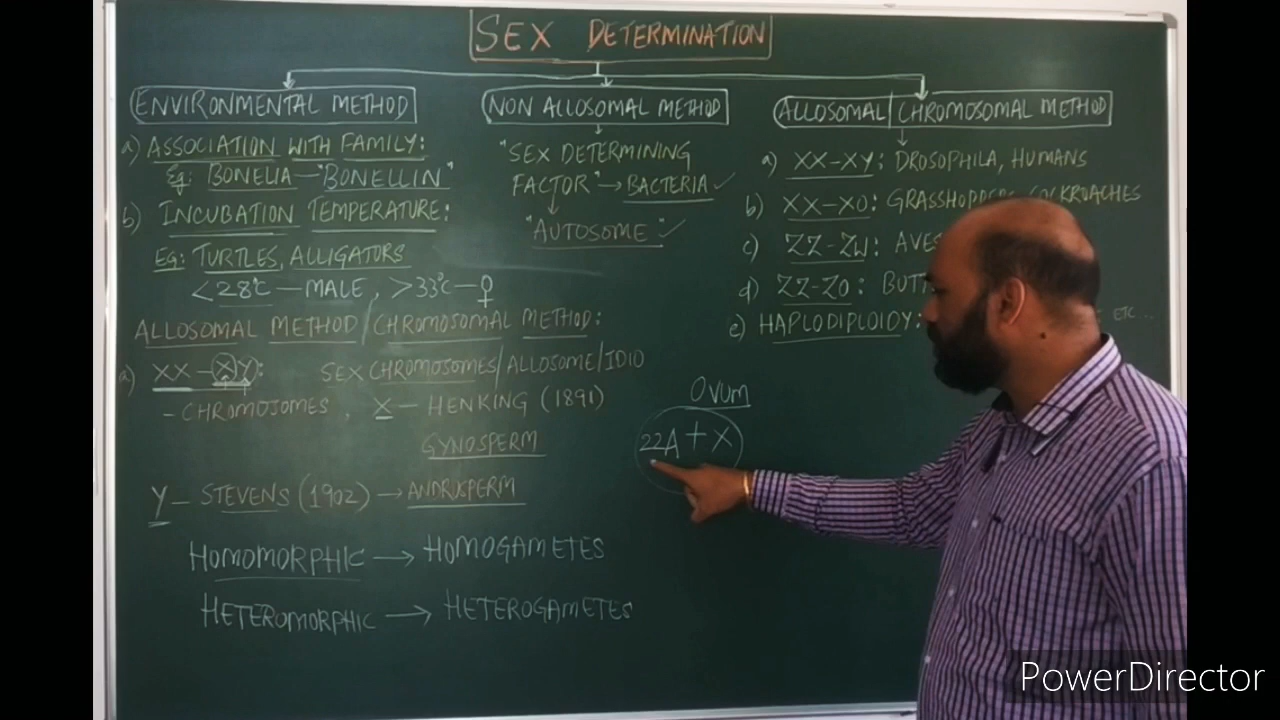 SEX DETERMINATION
ENVIRONMENTAL METHOD
a) ASSOCIATION WITH FAMILY:
Eg: BONELIA — "BONELLIN"
b) INCUBATION TEMPERATURE:
Eg: TURTLES, ALLIGATORS
<28°C — MALE, >33°C — ♀
NON ALLOSOMAL METHOD
"SEX DETERMINING
FACTOR" → BACTERIA ✓
"AUTOSOME" ✓
ALLOSOMAL/CHROMOSOMAL METHOD
a) XX-XY: DROSOPHILA, HUMANS
b) XX-XO: GRASSHOPPERS, COCKROACHES
c) ZZ-ZW: AVES
d) ZZ-ZO:
e) HAPLODIPLOIDY: ETC...
ALLOSOMAL METHOD/CHROMOSOMAL METHOD:
a) XX-XY: SEX CHROMOSOMES/ALLOSOME/IDIO
- CHROMOSOMES, X — HENKING (1891)
GYNOSPERM
Y — STEVENS (1902) → ANDROSPERM
HOMOMORPHIC → HOMOGAMETES
HETEROMORPHIC → HETEROGAMETES
OVUM
22A + X
PowerDirector